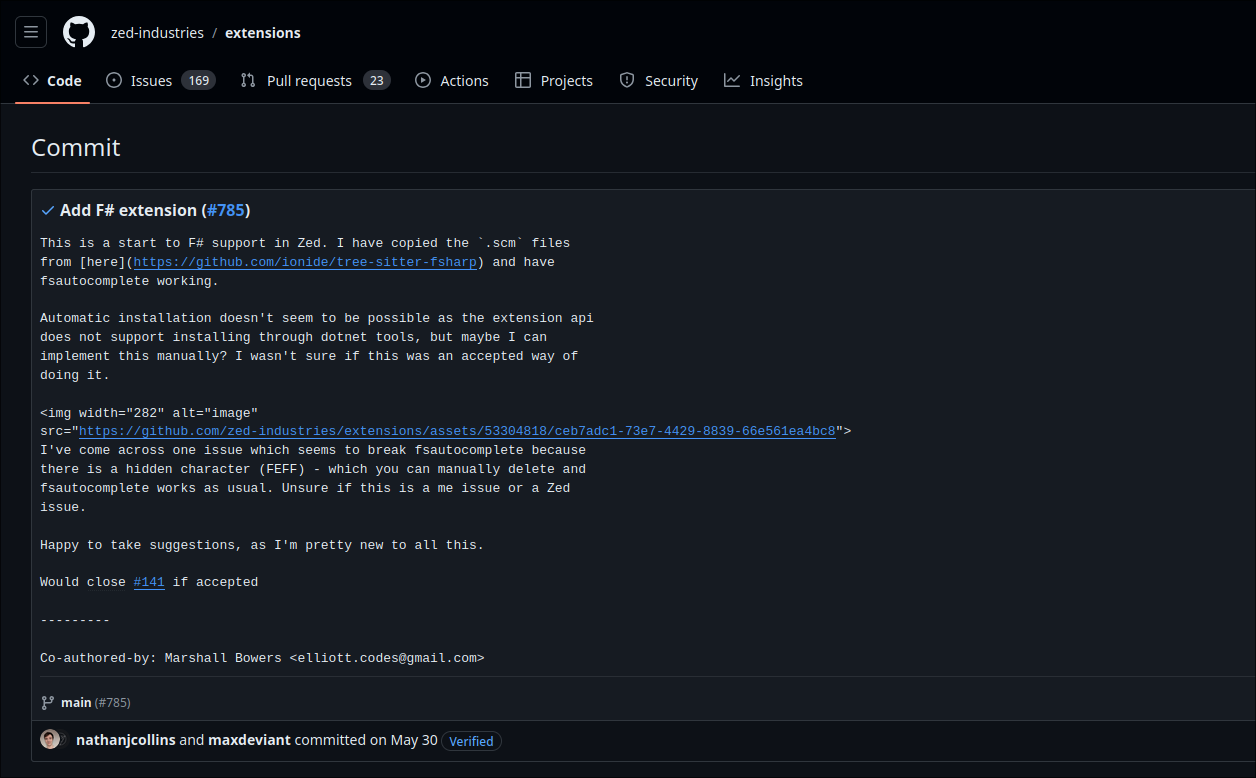 zed-industries / extensions
Code Issues 169 Pull requests 23 Actions Projects Security Insights
Commit
Add F# extension (#785)
This is a start to F# support in Zed. I have copied the `.scm` files
from [here](https://github.com/ionide/tree-sitter-fsharp) and have
fsautocomplete working.
Automatic installation doesn't seem to be possible as the extension api
does not support installing through dotnet tools, but maybe I can
implement this manually? I wasn't sure if this was an accepted way of
doing it.
<img width="282" alt="image"
src="https://github.com/zed-industries/extensions/assets/53304818/ceb7adc1-73e7-4429-8839-66e561ea4bc8">
I've come across one issue which seems to break fsautocomplete because
there is a hidden character (FEFF) - which you can manually delete and
fsautocomplete works as usual. Unsure if this is a me issue or a Zed
issue.
Happy to take suggestions, as I'm pretty new to all this.
Would close #141 if accepted
---------
Co-authored-by: Marshall Bowers <elliott.codes@gmail.com>
main (#785)
nathanjcollins and maxdeviant committed on May 30 Verified